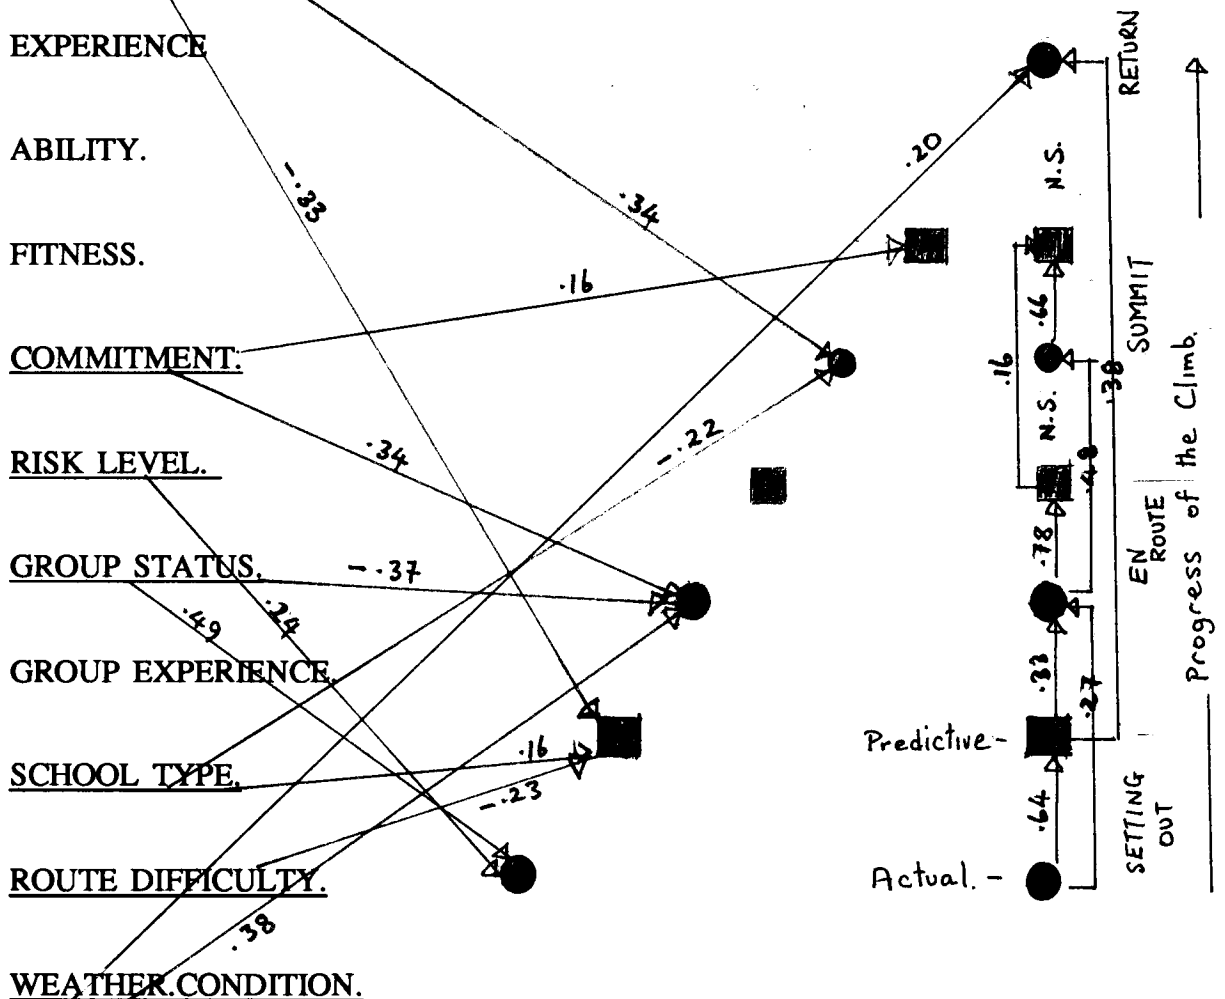 EXPERIENCE
ABILITY.
FITNESS.
COMMITMENT.
RISK LEVEL.
GROUP STATUS.
GROUP EXPERIENCE.
SCHOOL TYPE.
ROUTE DIFFICULTY.
WEATHER.CONDITION.
-.33
.34
.20
.16
.34
-.22
-.37
.49
.24
.16
-.23
.38
N.S.
.66
.16
N.S.
.38
.48
.78
.33
.27
.64
Predictive-
Actual. -
RETURN
SUMMIT
EN
ROUTE
SETTING
OUT
Progress of the Climb.